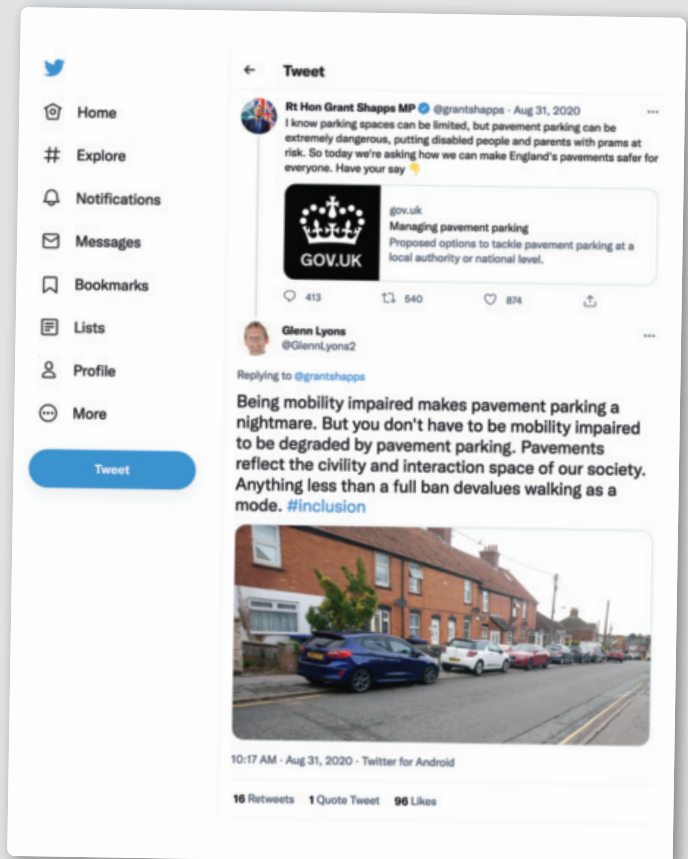 Tweet
Home
Explore
Notifications
Messages
Bookmarks
Lists
Profile
More
Tweet
Rt Hon Grant Shapps MP @grantshapps · Aug 31, 2020
I know parking spaces can be limited, but pavement parking can be
extremely dangerous, putting disabled people and parents with prams at
risk. So today we're asking how we can make England's pavements safer for
everyone. Have your say 👇
GOV.UK
gov.uk
Managing pavement parking
Proposed options to tackle pavement parking at a
local authority or national level.
413 540 874
Glenn Lyons
@GlennLyons2
Replying to @grantshapps
Being mobility impaired makes pavement parking a
nightmare. But you don't have to be mobility impaired
to be degraded by pavement parking. Pavements
reflect the civility and interaction space of our society.
Anything less than a full ban devalues walking as a
mode. #inclusion
10:17 AM · Aug 31, 2020 · Twitter for Android
16 Retweets 1 Quote Tweet 96 Likes